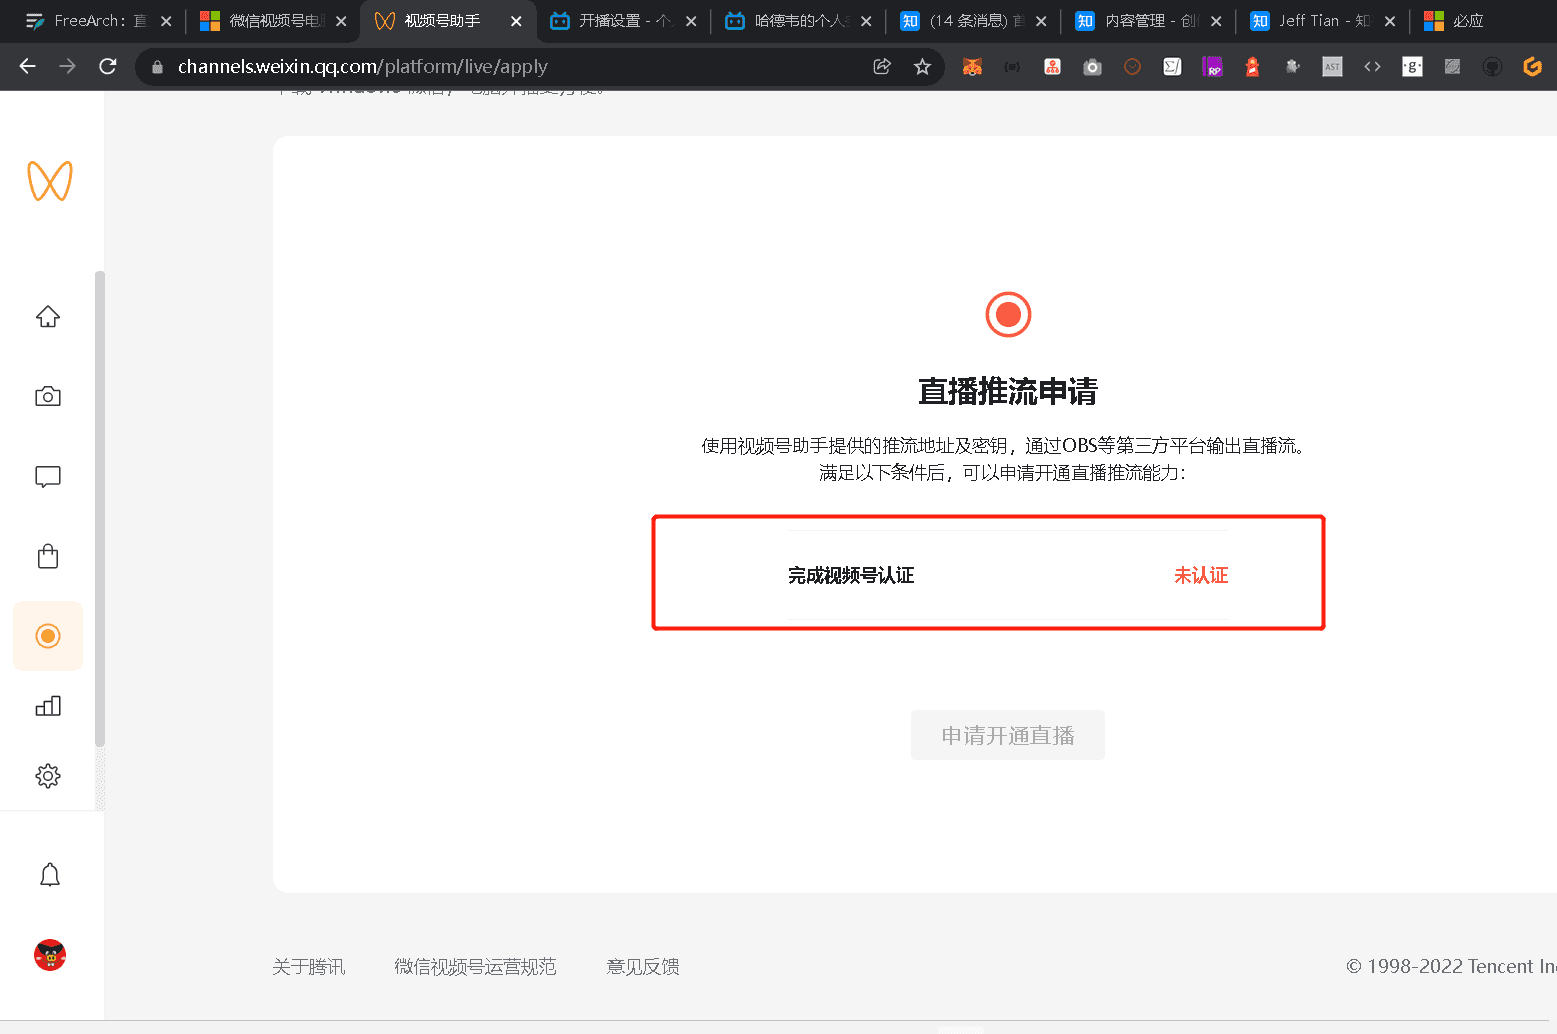 FreeArch：直
微信视频号电脑
视频号助手
开播设置 - 个人
哈德韦的个人空
(14 条消息) 首
内容管理 - 创作
Jeff Tian - 知乎
必应
channels.weixin.qq.com/platform/live/apply
直播推流申请
使用视频号助手提供的推流地址及密钥，通过OBS等第三方平台输出直播流。
满足以下条件后，可以申请开通直播推流能力：
完成视频号认证
未认证
申请开通直播
关于腾讯
微信视频号运营规范
意见反馈
© 1998-2022 Tencent Inc